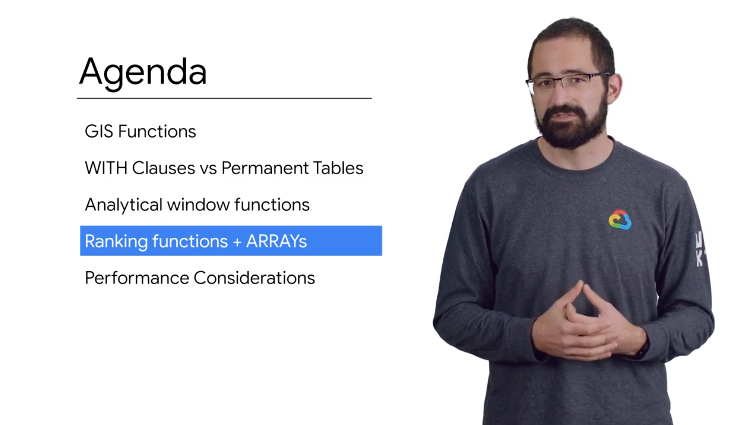 Agenda
GIS Functions
WITH Clauses vs Permanent Tables
Analytical window functions
Ranking functions + ARRAYs
Performance Considerations